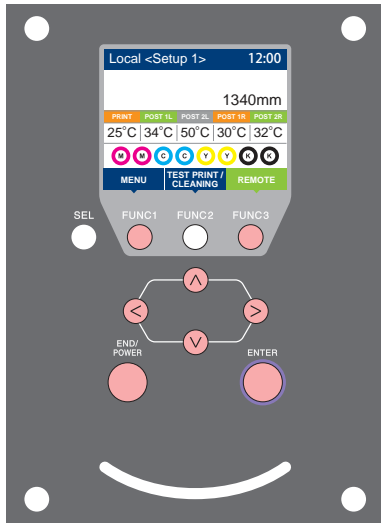 Local <Setup 1> 12:00
1340mm
PRINT POST 1L POST 2L POST 1R POST 2R
25°C 34°C 50°C 30°C 32°C
M M C C Y Y K K
MENU TEST PRINT / CLEANING REMOTE
SEL FUNC1 FUNC2 FUNC3
END/
POWER
ENTER